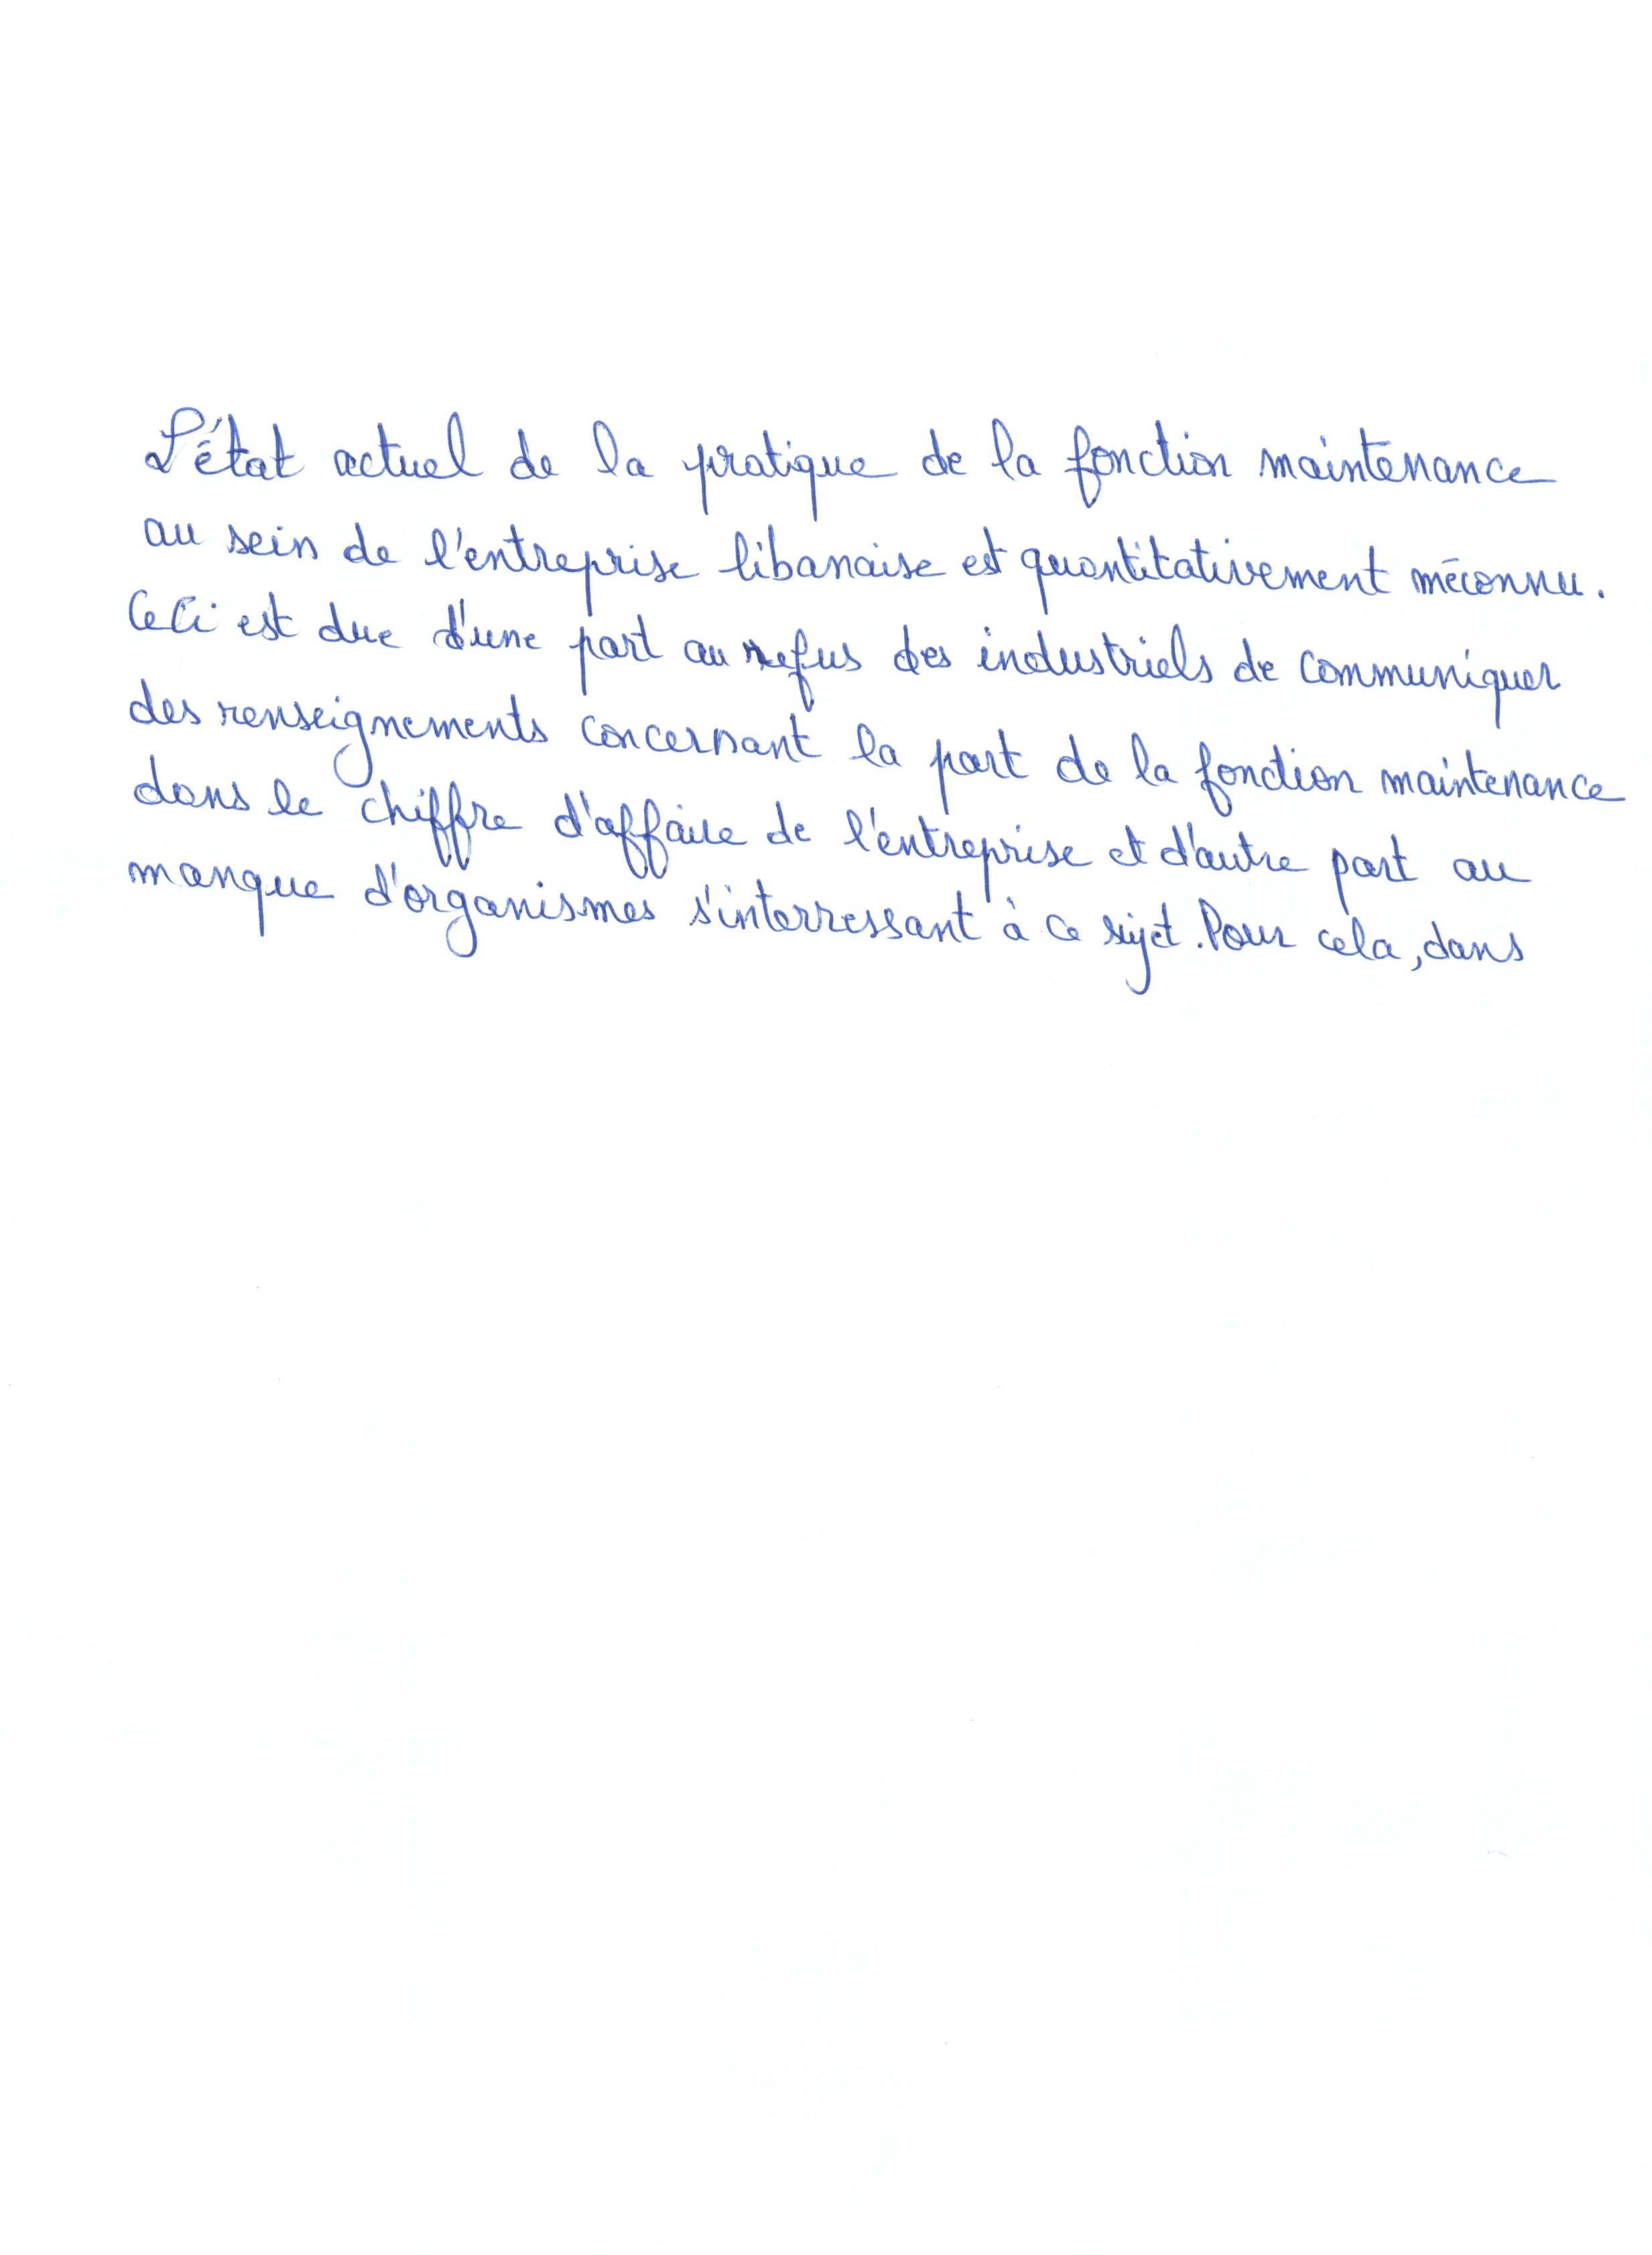 L'état actuel de la pratique de la fonction maintenance
au sein de l'entreprise libanaise est quantitativement méconnu.
Ceci est due d'une part au refus des industriels de communiquer
des renseignements concernant la part de la fonction maintenance
dans le chiffre d'affaire de l'entreprise et d'autre part au
manque d'organismes s'interressant à ce sujet. Pour cela, dans